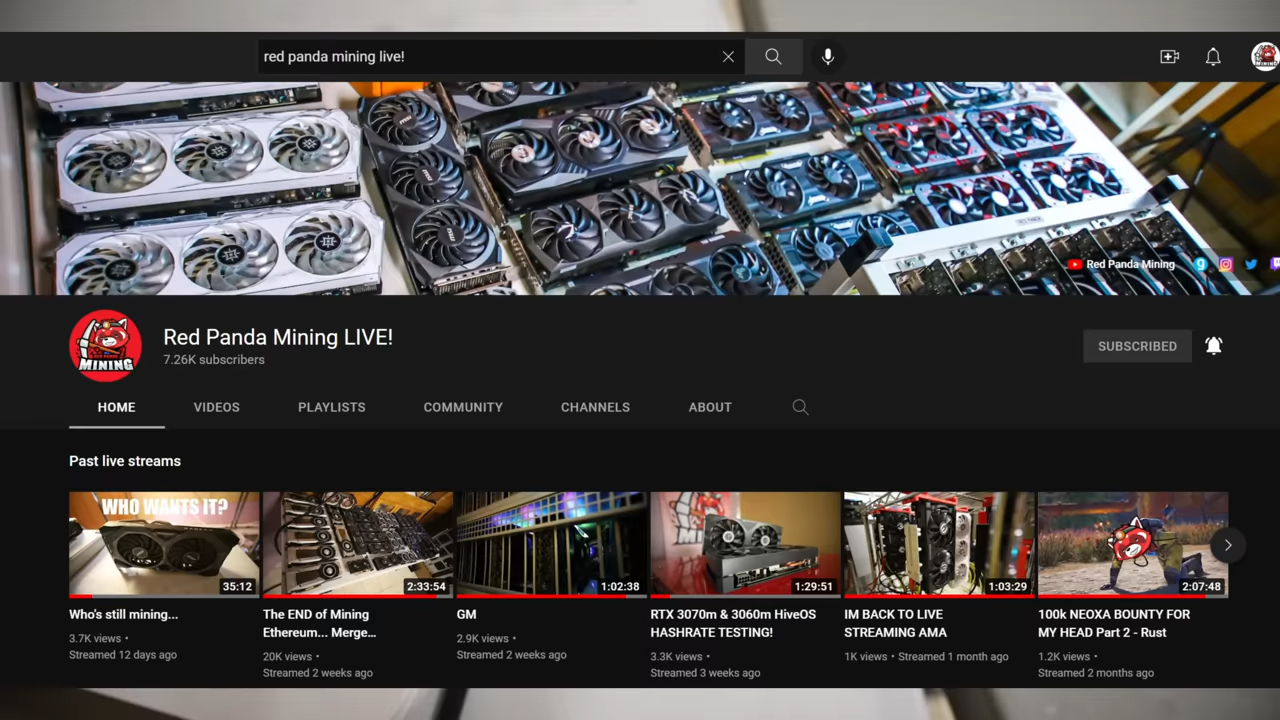 red panda mining live!
Red Panda Mining
MINING
Red Panda Mining LIVE!
7.26K subscribers
SUBSCRIBED
HOME
VIDEOS
PLAYLISTS
COMMUNITY
CHANNELS
ABOUT
Past live streams
WHO WANTS IT?
35:12
2:33:54
1:02:38
1:29:51
1:03:29
2:07:48
Who's still mining...
3.7K views •
Streamed 12 days ago
The END of Mining
Ethereum... Merge...
20K views •
Streamed 2 weeks ago
GM
2.9K views •
Streamed 2 weeks ago
RTX 3070m & 3060m HiveOS
HASHRATE TESTING!
3.3K views •
Streamed 3 weeks ago
IM BACK TO LIVE
STREAMING AMA
1K views • Streamed 1 month ago
100k NEOXA BOUNTY FOR
MY HEAD Part 2 - Rust
1.2K views •
Streamed 2 months ago